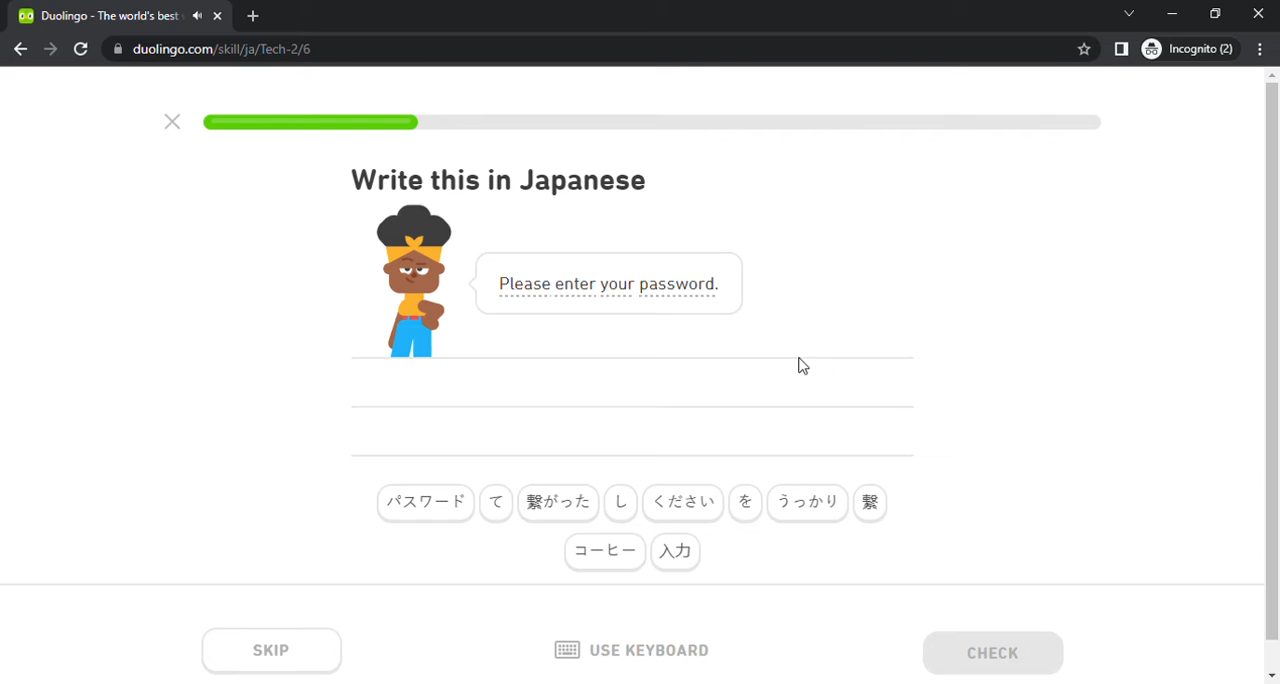 Duolingo - The world's best
duolingo.com/skill/ja/Tech-2/6
Incognito (2)
Write this in Japanese
Please enter your password.
パスワード て 繋がった し ください を うっかり 繋
コーヒー 入力
SKIP USE KEYBOARD CHECK